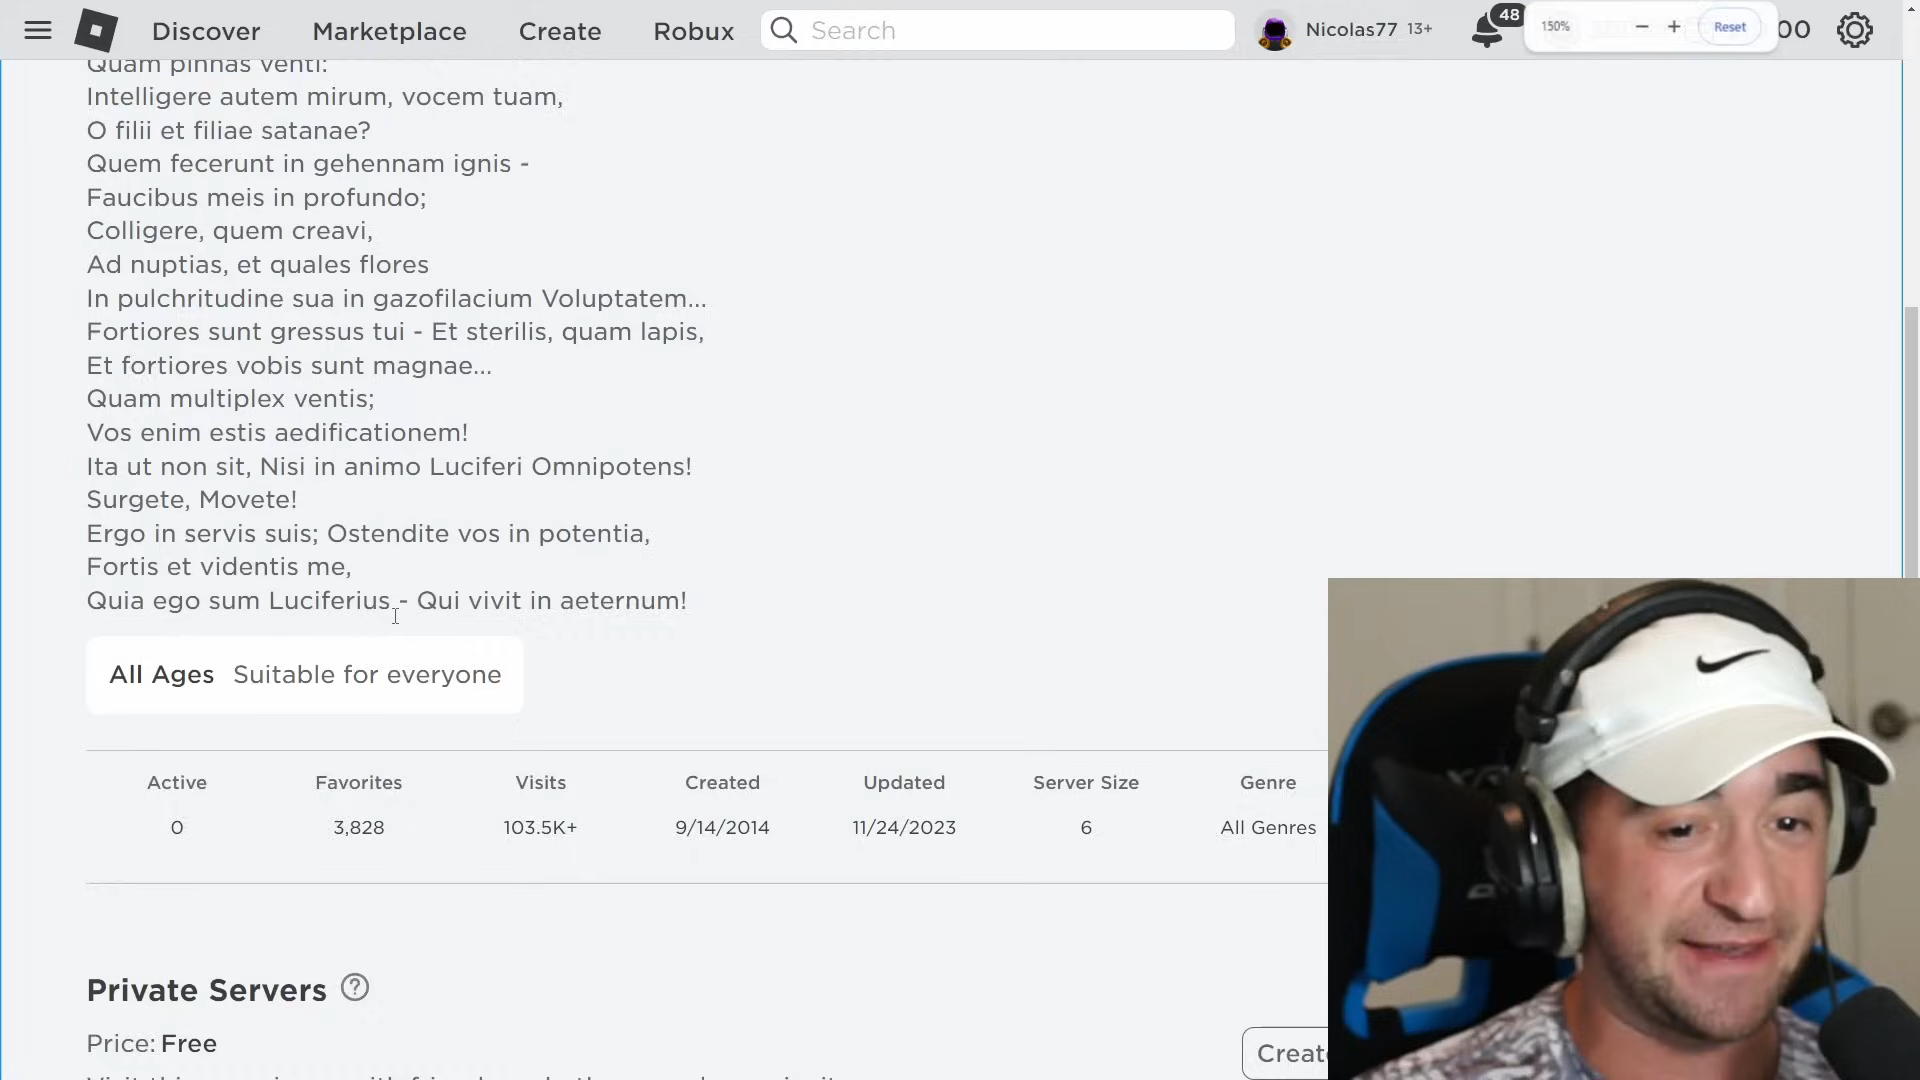 Discover
Marketplace
Create
Robux
Search
Nicolas77 13+
48
150%
Reset
00
Quam pinnas venti:
Intelligere autem mirum, vocem tuam,
O filii et filiae satanae?
Quem fecerunt in gehennam ignis -
Faucibus meis in profundo;
Colligere, quem creavi,
Ad nuptias, et quales flores
In pulchritudine sua in gazofilacium Voluptatem...
Fortiores sunt gressus tui - Et sterilis, quam lapis,
Et fortiores vobis sunt magnae...
Quam multiplex ventis;
Vos enim estis aedificationem!
Ita ut non sit, Nisi in animo Luciferi Omnipotens!
Surgete, Movete!
Ergo in servis suis; Ostendite vos in potentia,
Fortis et videntis me,
Quia ego sum Luciferius - Qui vivit in aeternum!
All Ages Suitable for everyone
Active Favorites Visits Created Updated Server Size Genre
0 3,828 103.5K+ 9/14/2014 11/24/2023 6 All Genres
Private Servers
Price: Free
Creat